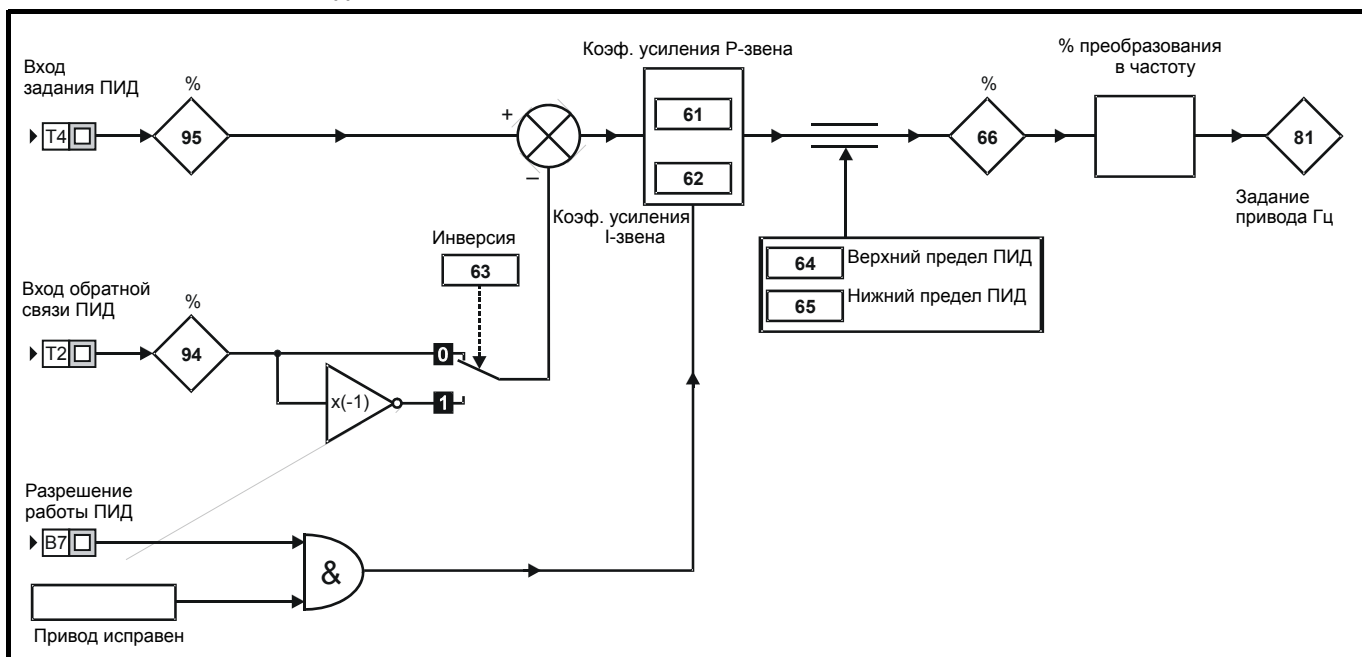 Вход
задания ПИД
T4
%
95
+
–
Коэф. усиления P-звена
61
62
Коэф. усиления
I-звена
%
66
% преобразования
в частоту
81
Задание
привода Гц
64 Верхний предел ПИД
65 Нижний предел ПИД
Инверсия
63
Вход обратной
связи ПИД
T2
%
94
0
x(-1)
1
Разрешение
работы ПИД
B7
&
Привод исправен